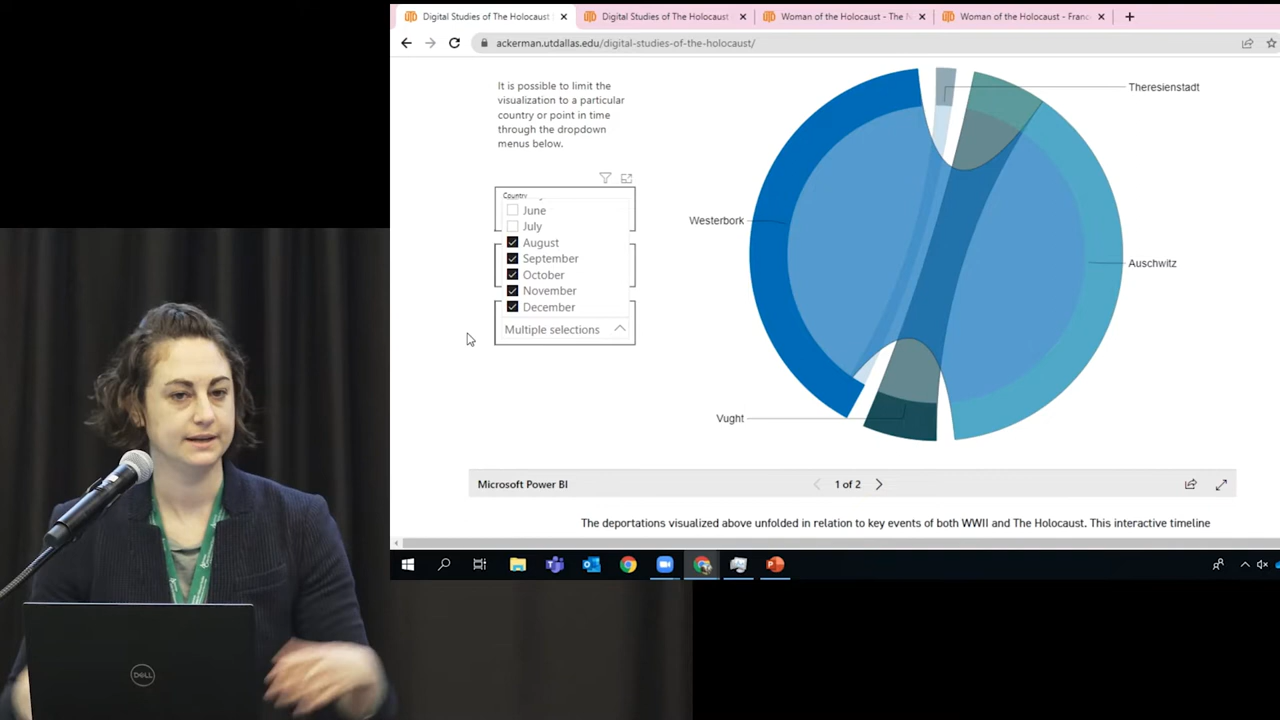 Digital Studies of The Holocaust
Digital Studies of The Holocaust
Woman of the Holocaust - The N
Woman of the Holocaust - Franc
ackerman.utdallas.edu/digital-studies-of-the-holocaust/
It is possible to limit the
visualization to a particular
country or point in time
through the dropdown
menus below.
Country
June
July
August
September
October
November
December
Multiple selections
Theresienstadt
Westerbork
Auschwitz
Vught
Microsoft Power BI
1 of 2
The deportations visualized above unfolded in relation to key events of both WWII and The Holocaust. This interactive timeline
DELL